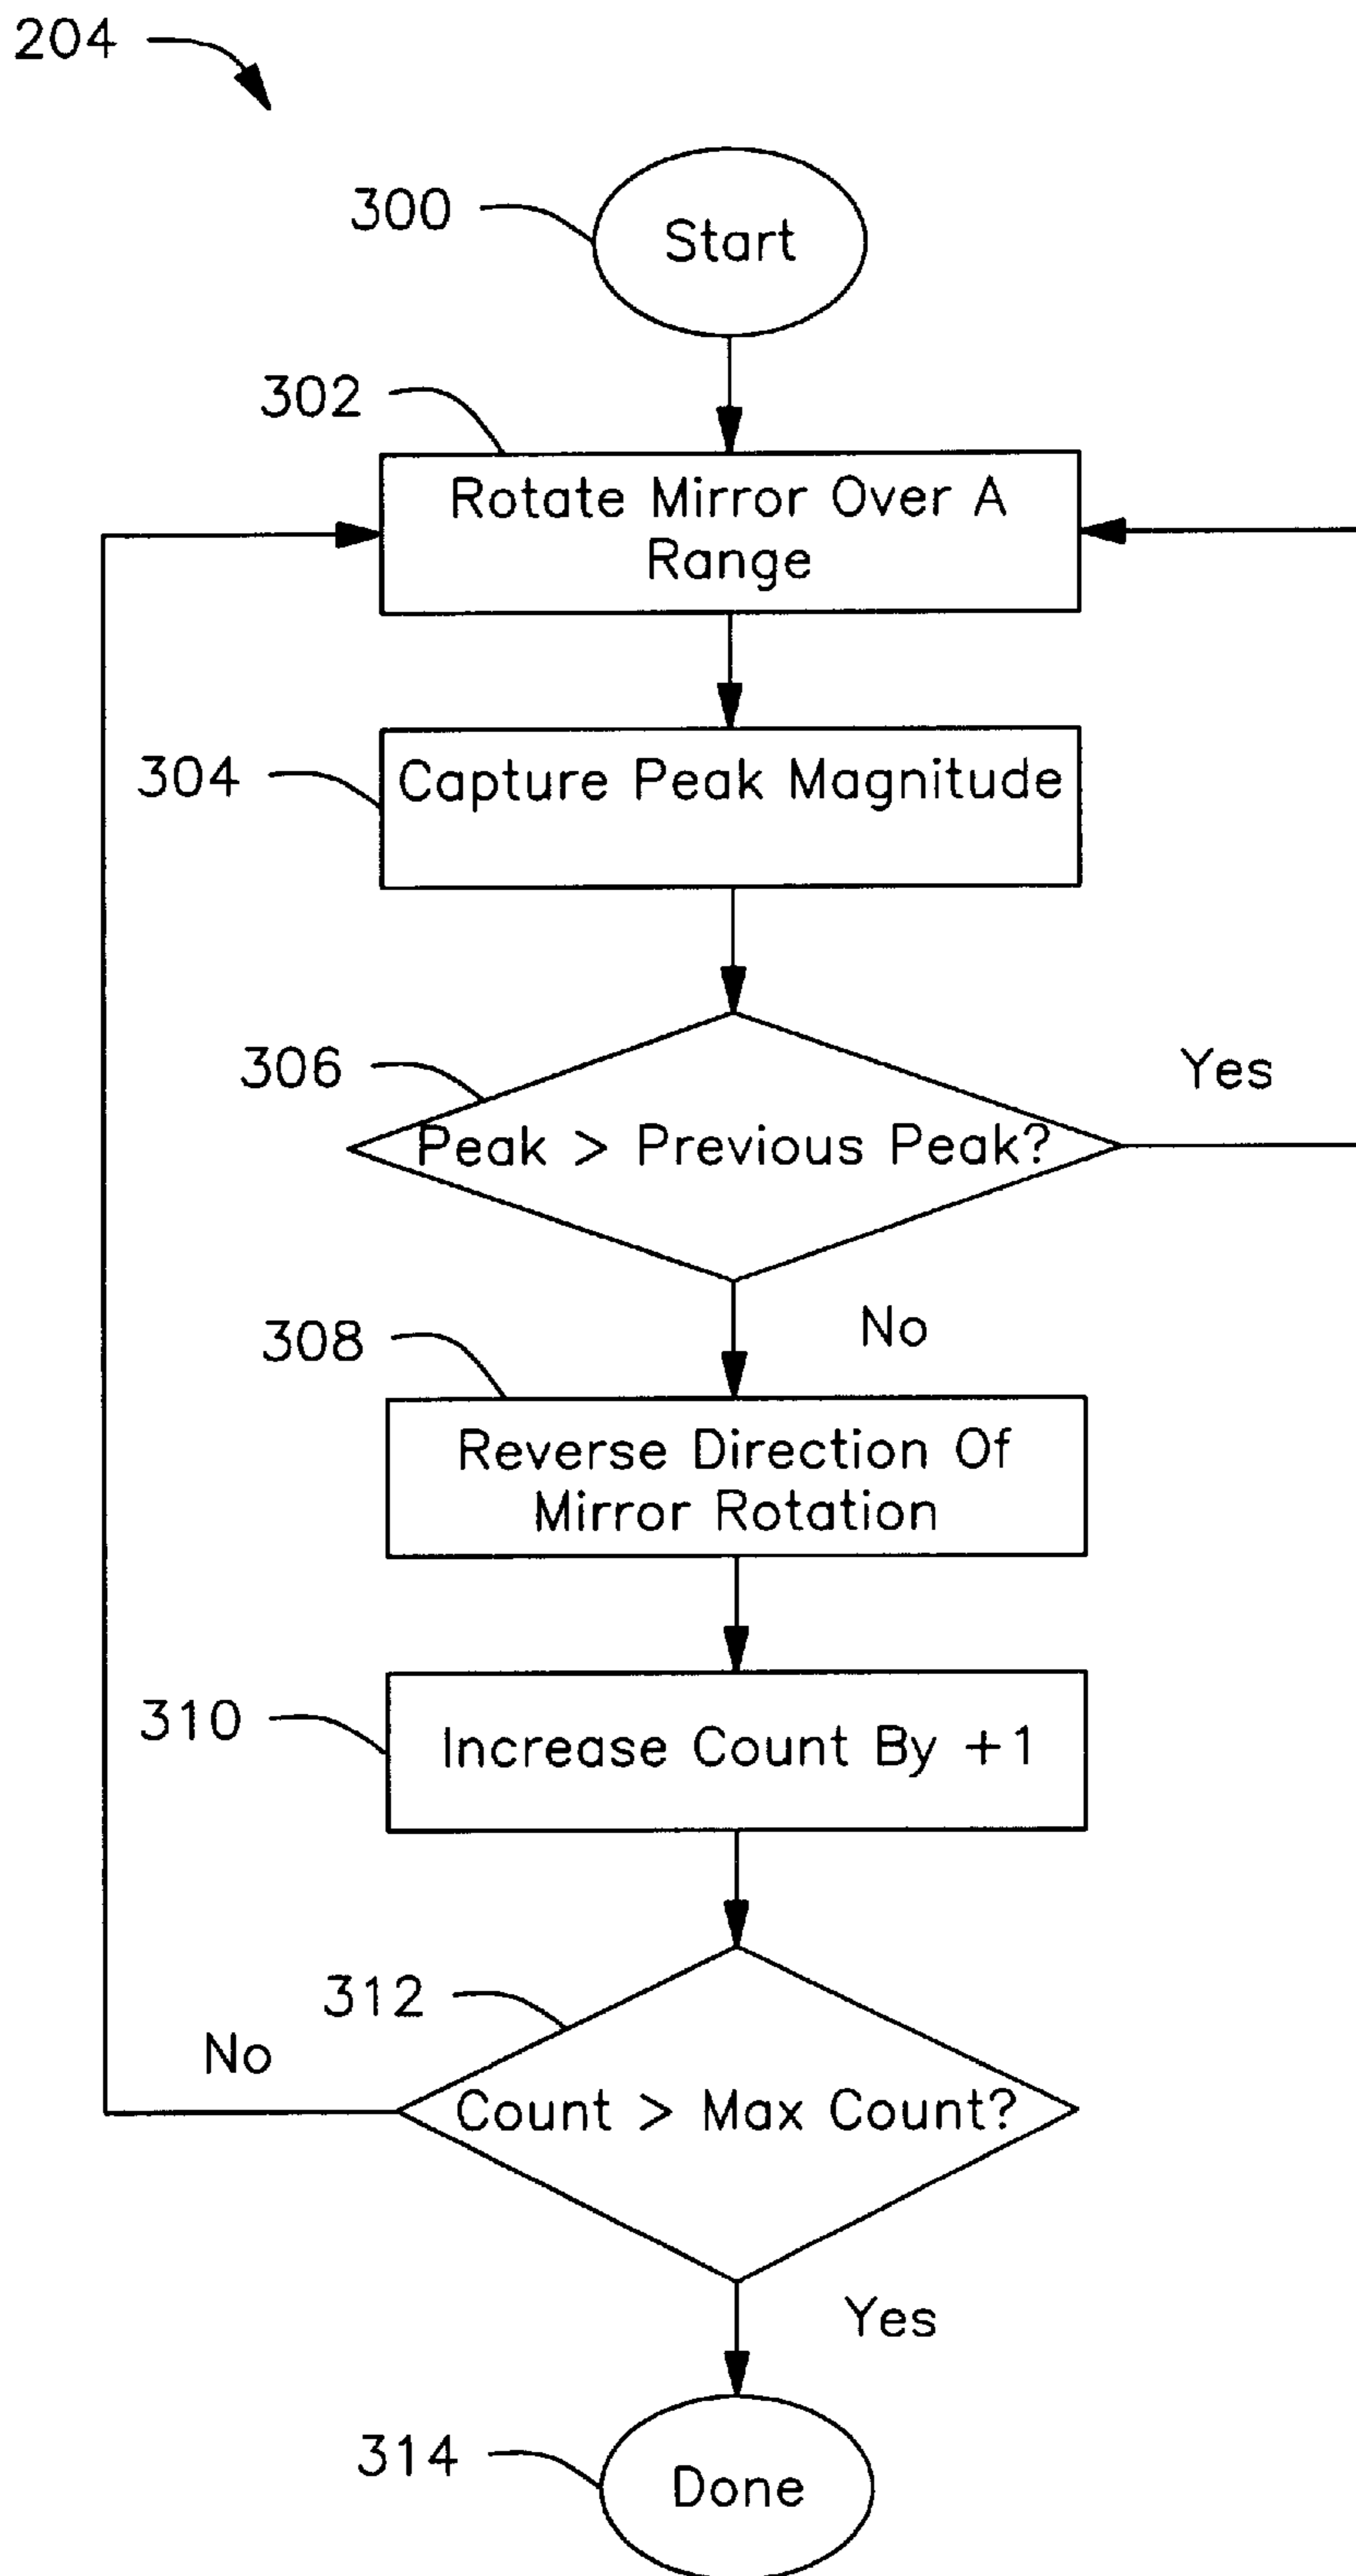 204
300
Start
302
Rotate Mirror Over A
Range
304
Capture Peak Magnitude
306
Yes
Peak > Previous Peak?
No
308
Reverse Direction Of
Mirror Rotation
310
Increase Count By +1
312
No
Count > Max Count?
Yes
314
Done